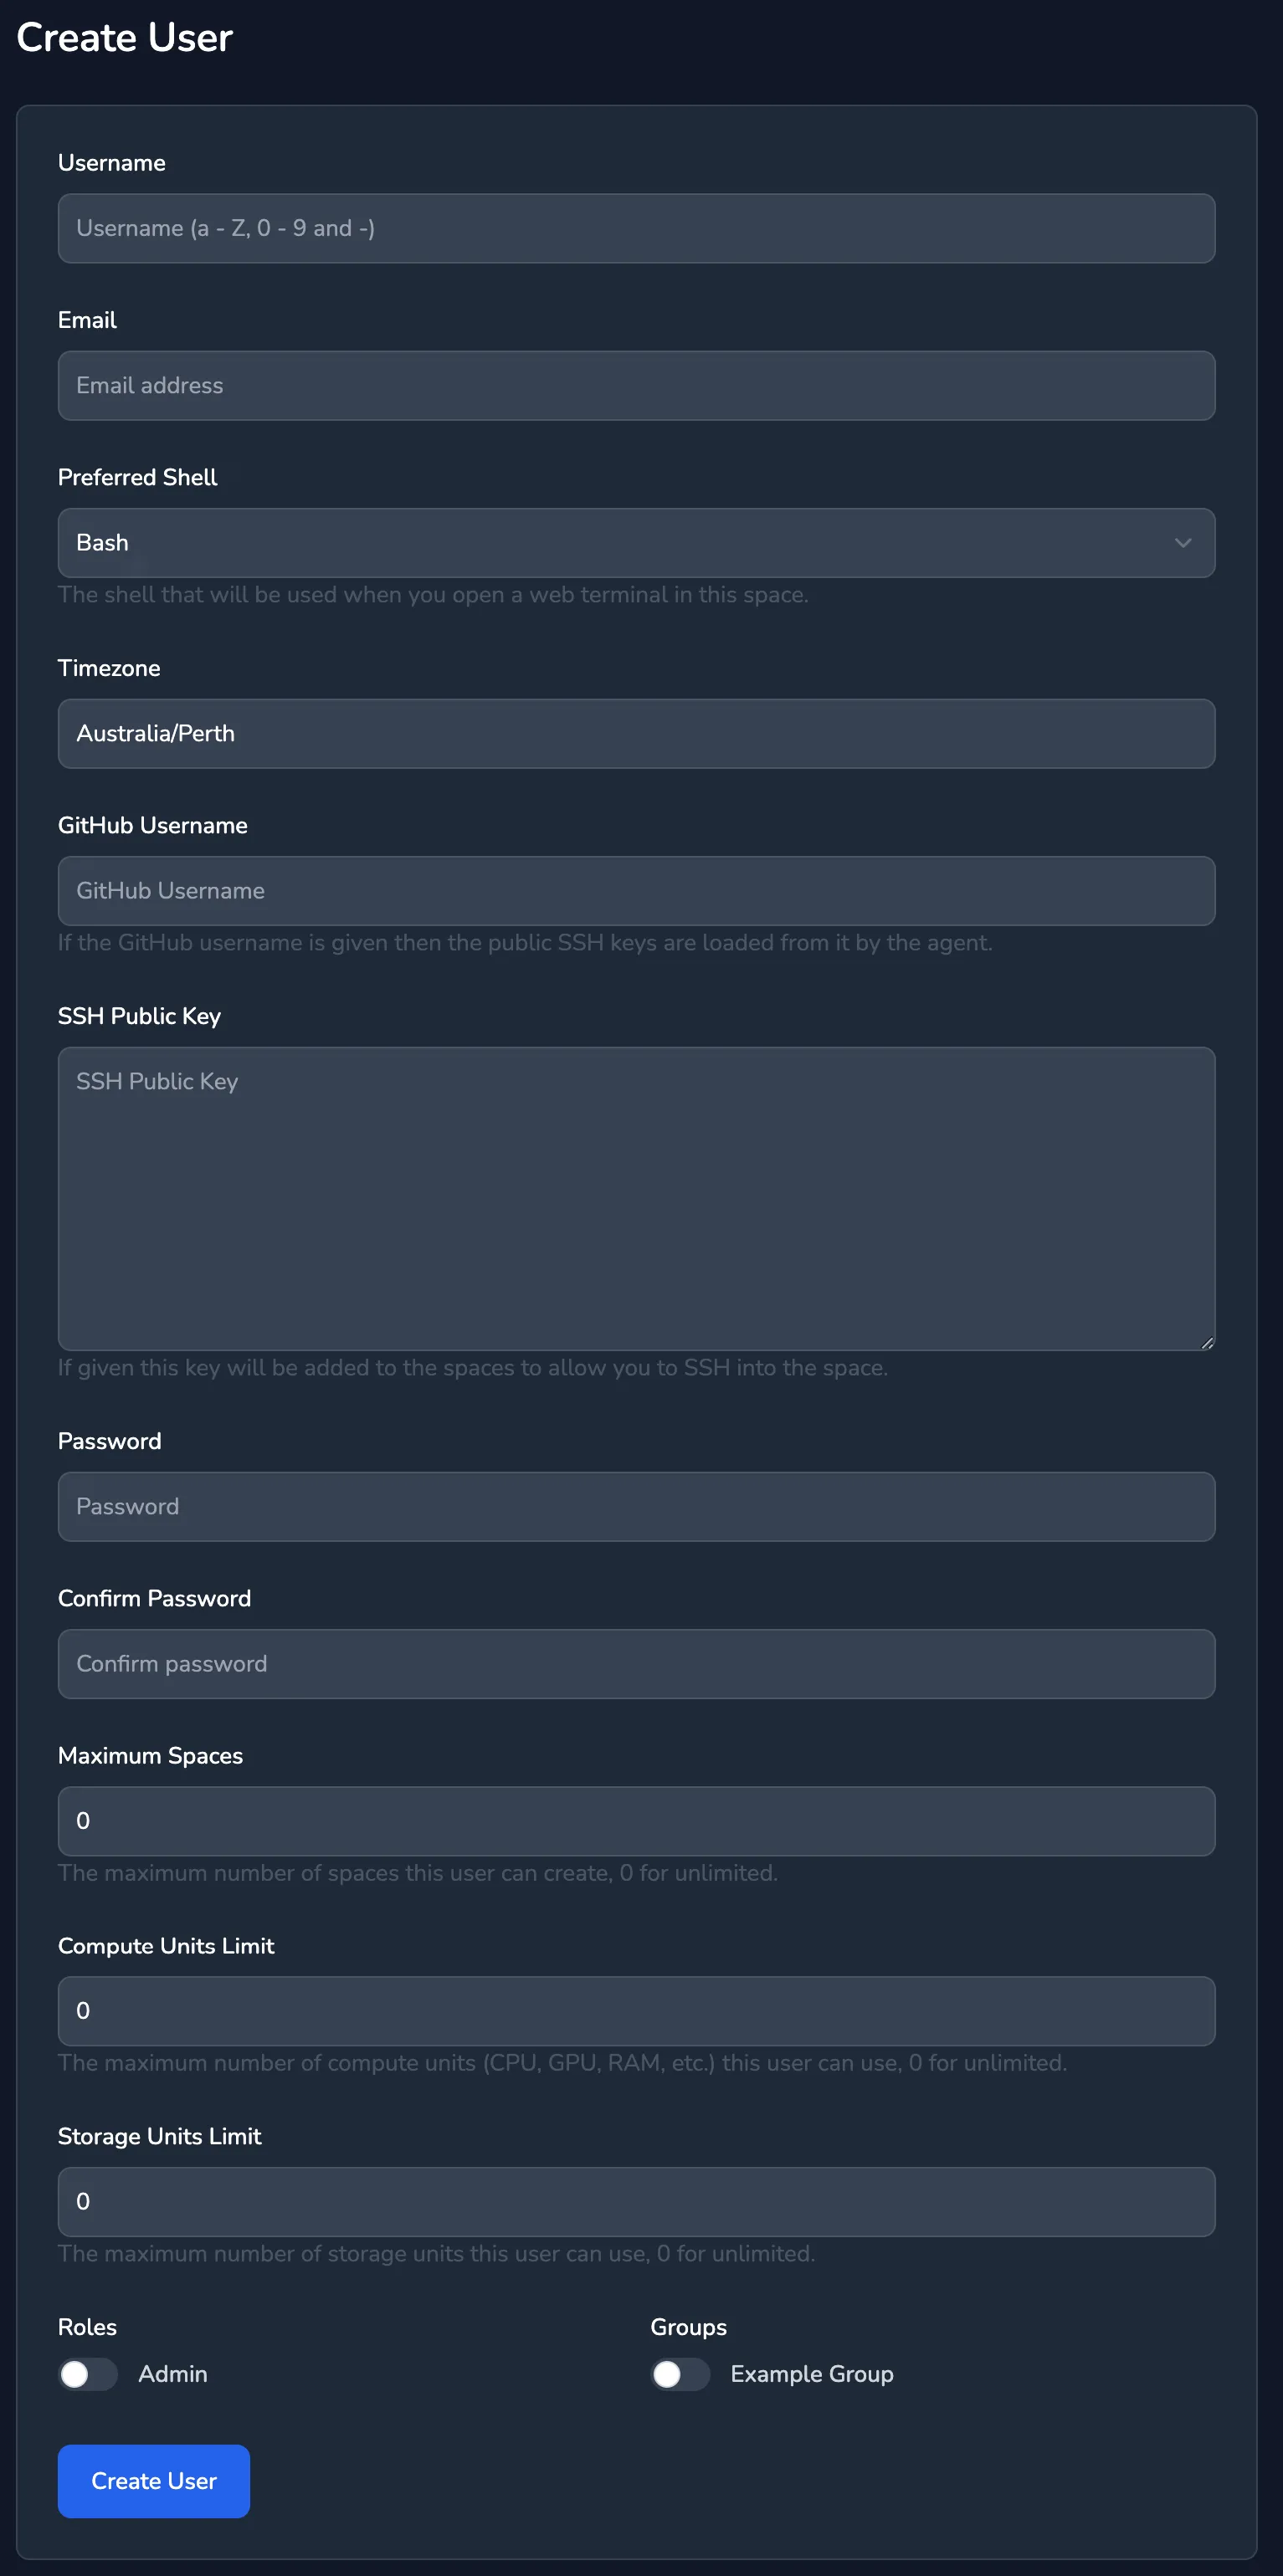 Create User
Username
Username (a - Z, 0 - 9 and -)
Email
Email address
Preferred Shell
Bash
The shell that will be used when you open a web terminal in this space.
Timezone
Australia/Perth
GitHub Username
GitHub Username
If the GitHub username is given then the public SSH keys are loaded from it by the agent.
SSH Public Key
SSH Public Key
If given this key will be added to the spaces to allow you to SSH into the space.
Password
Password
Confirm Password
Confirm password
Maximum Spaces
0
The maximum number of spaces this user can create, 0 for unlimited.
Compute Units Limit
0
The maximum number of compute units (CPU, GPU, RAM, etc.) this user can use, 0 for unlimited.
Storage Units Limit
0
The maximum number of storage units this user can use, 0 for unlimited.
Roles
Admin
Groups
Example Group
Create User